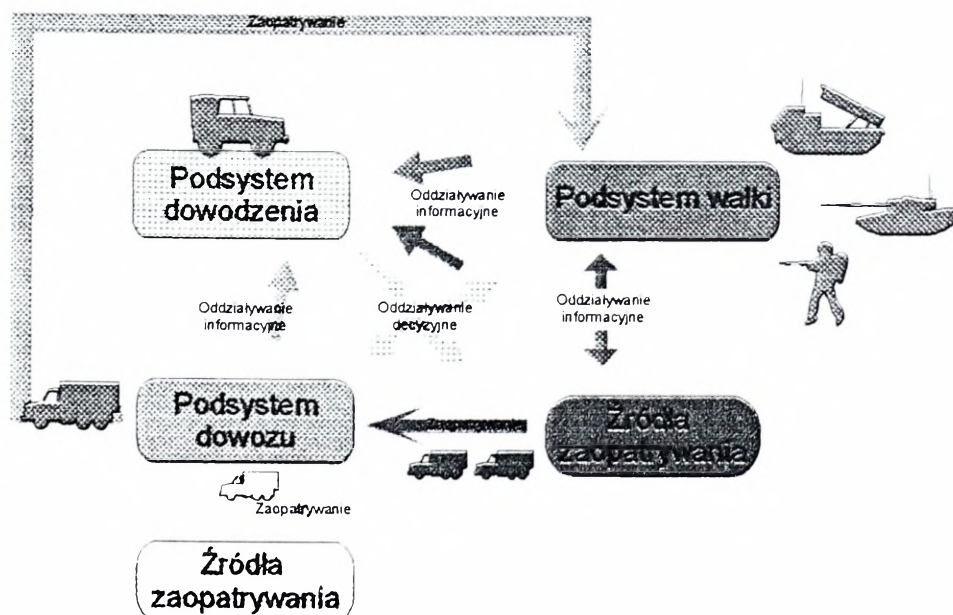 Zaopatrywanie
Podsystem
dowodzenia
Oddziaływanie
informacyjne
Podsystem walki
Oddziaływanie
informacyjne
Oddziaływanie
decyzyjne
Oddziaływanie
informacyjne
Podsystem
dowozu
Zaopatrywanie
Źródła
zaopatrywania
Zaopatrywanie
Źródła
zaopatrywania